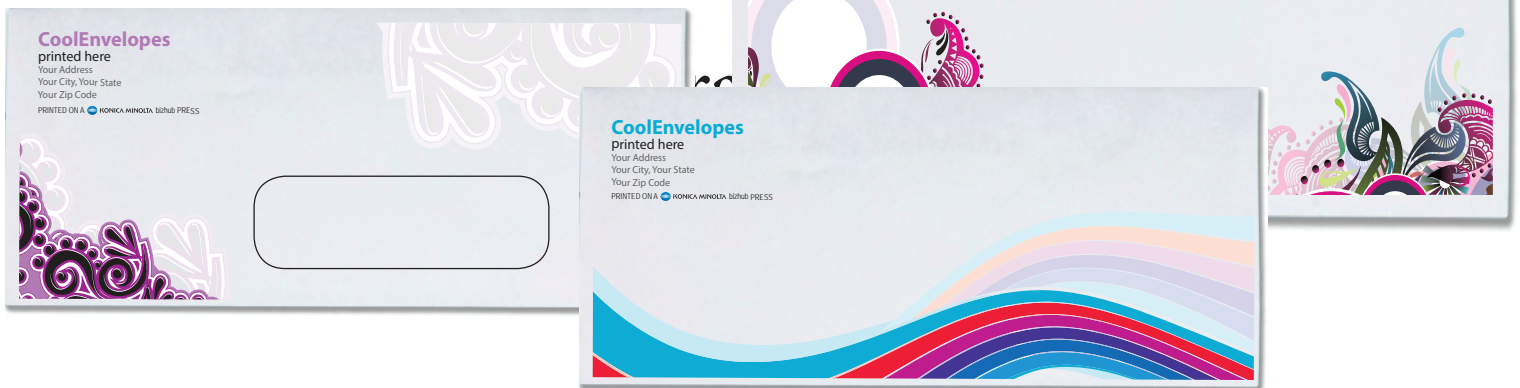 CoolEnvelopes
printed here
Your Address
Your City, Your State
Your Zip Code
PRINTED ON A KONICA MINOLTA bizhub PRESS
CoolEnvelopes
printed here
Your Address
Your City, Your State
Your Zip Code
PRINTED ON A KONICA MINOLTA bizhub PRESS